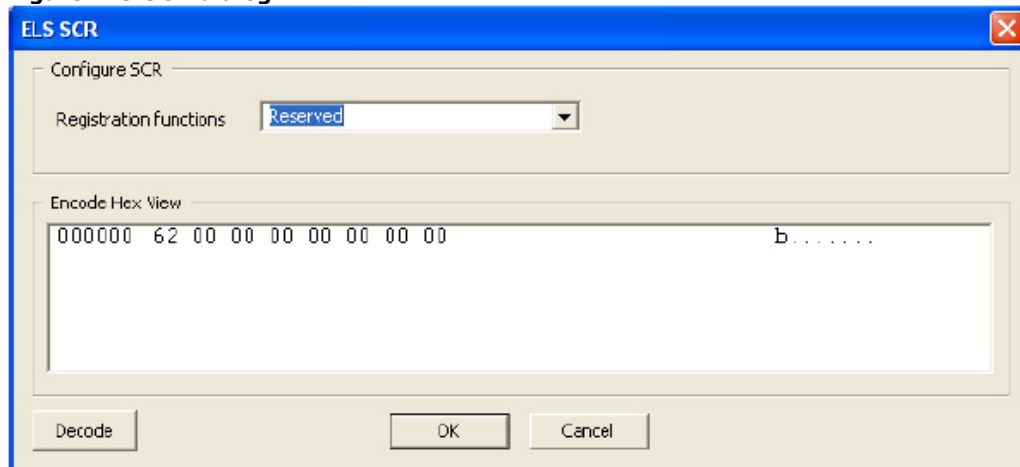 ELS SCR
Configure SCR
Registration functions Reserved
Encode Hex View
000000 62 00 00 00 00 00 00 00 b.......
Decode OK Cancel